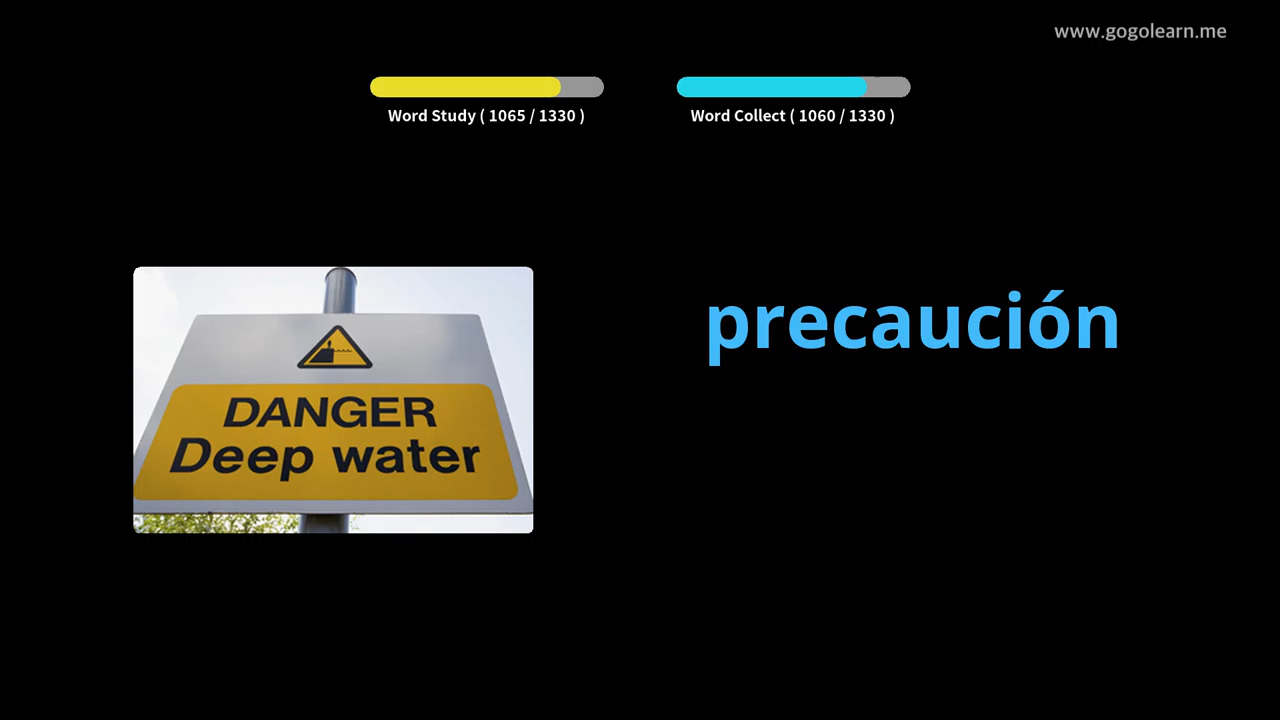 www.gogolearn.me
Word Study ( 1065 / 1330 )
Word Collect ( 1060 / 1330 )
precaución
DANGER
Deep water